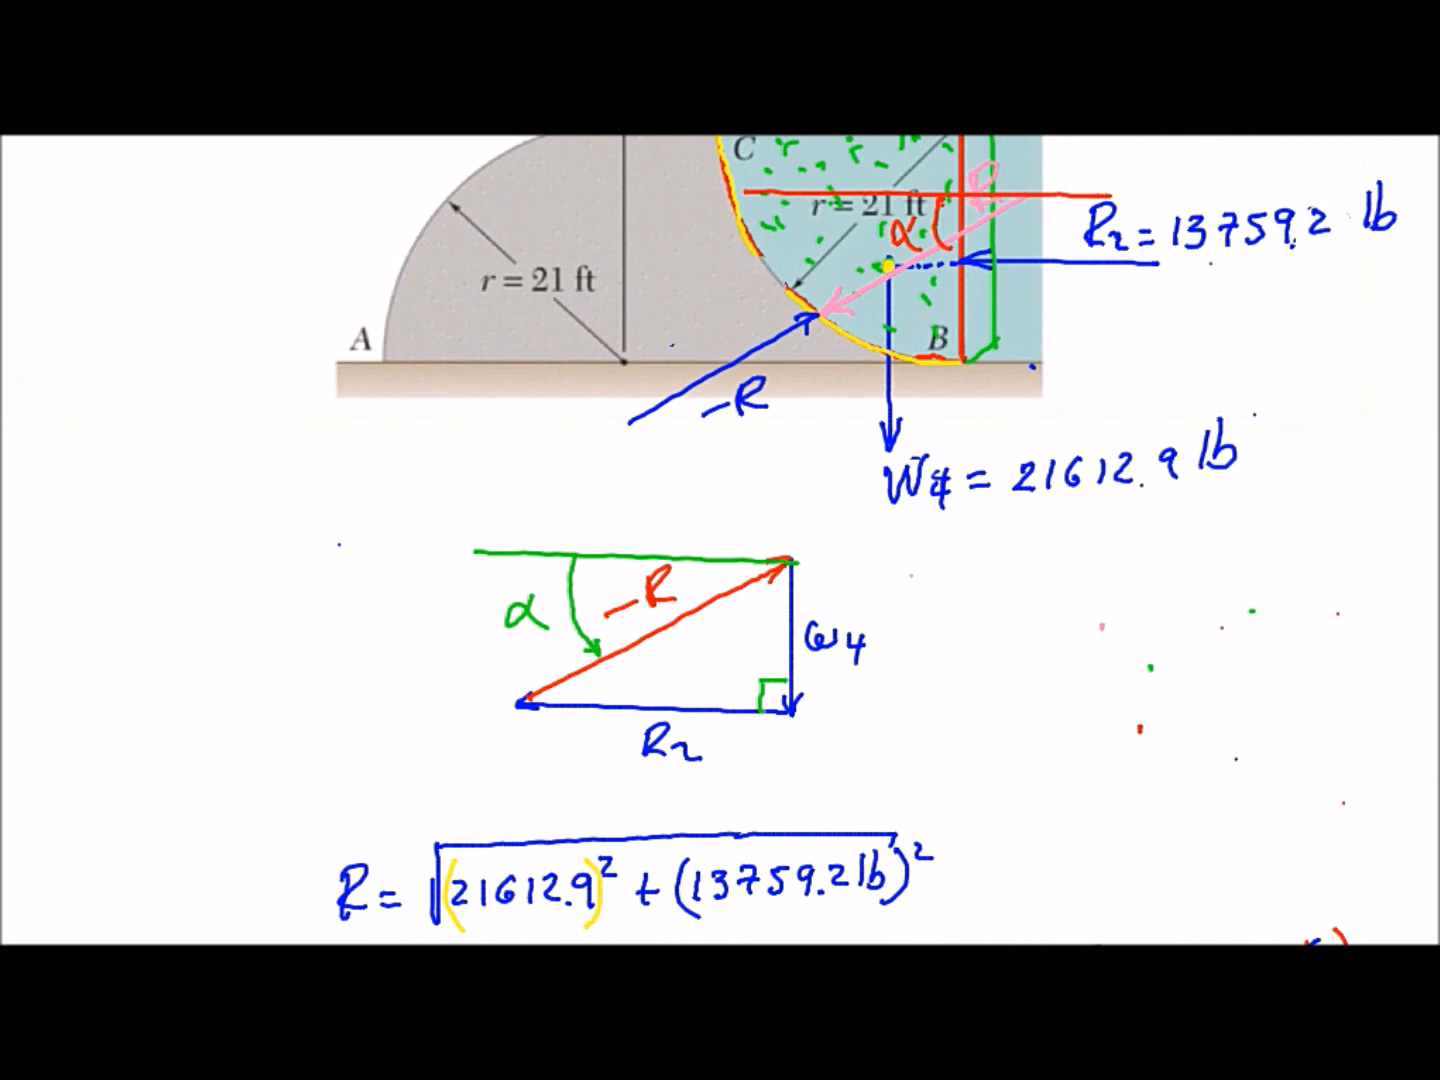 C
R
r = 21 ft
α
R₂ = 13759.2 lb
r = 21 ft
A
B
-R
W₄ = 21612.9 lb
α
-R
ω₄
R₂
R = √(21612.9)² + (13759.2 lb)²